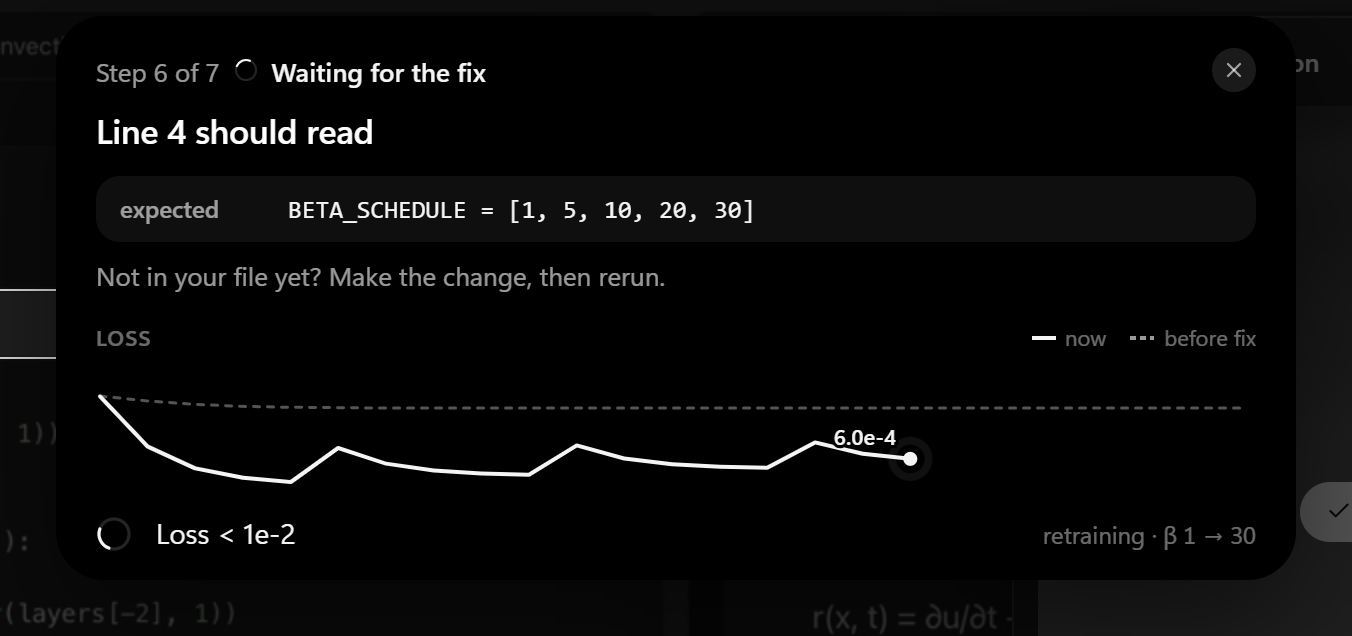 Step 6 of 7 Waiting for the fix
Line 4 should read
expected BETA_SCHEDULE = [1, 5, 10, 20, 30]
Not in your file yet? Make the change, then rerun.
LOSS now before fix
6.0e-4
Loss < 1e-2 retraining · β 1 → 30
1))
):
(layers[-2], 1))
r(x, t) = ∂u/∂t -